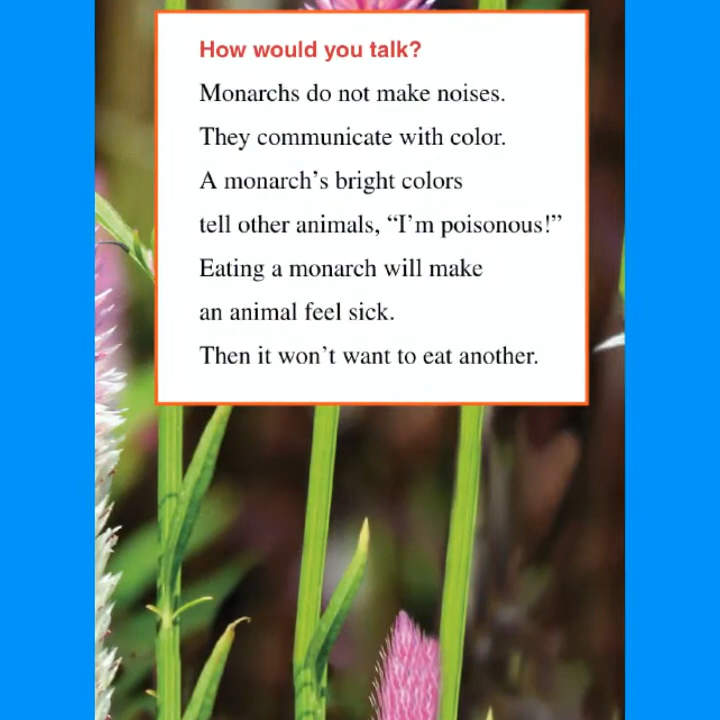 How would you talk?
Monarchs do not make noises.
They communicate with color.
A monarch’s bright colors
tell other animals, “I’m poisonous!”
Eating a monarch will make
an animal feel sick.
Then it won’t want to eat another.